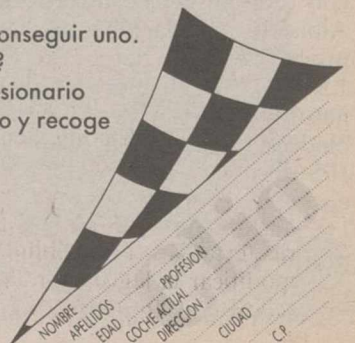 onseguir uno.
?
sionario
o y recoge
NOMBRE
APELLIDOS
EDAD
PROFESION
COCHE ACTUAL
DIRECCION
CIUDAD
C.P.